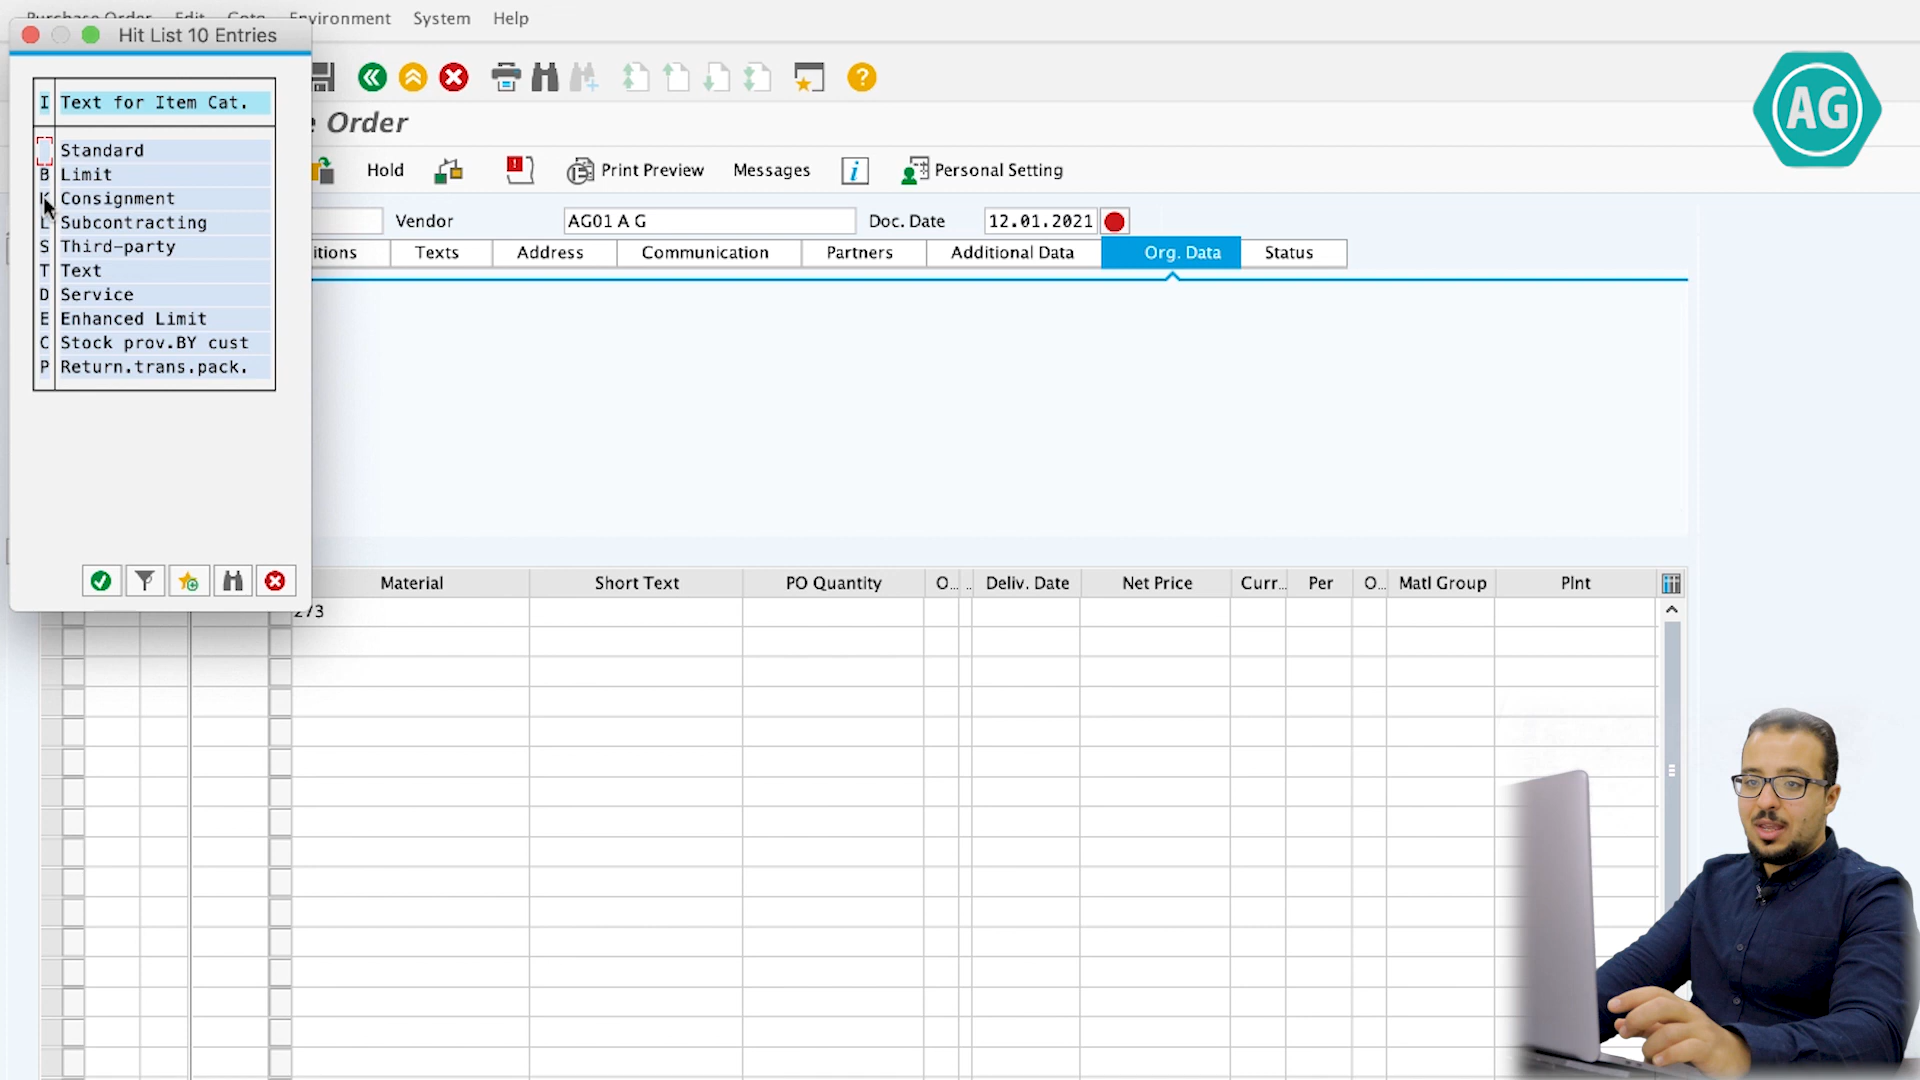 Purchase Order Edit Goto Environment System Help
Hit List 10 Entries
I Text for Item Cat.
Standard
B Limit
K Consignment
L Subcontracting
S Third-party
T Text
D Service
E Enhanced Limit
C Stock prov.BY cust
P Return.trans.pack.
Order
Hold Print Preview Messages Personal Setting
Vendor AG01 A G Doc. Date 12.01.2021
itions Texts Address Communication Partners Additional Data Org. Data Status
Material Short Text PO Quantity O... .. Deliv. Date Net Price Curr... Per O... Matl Group Plnt
273
AG